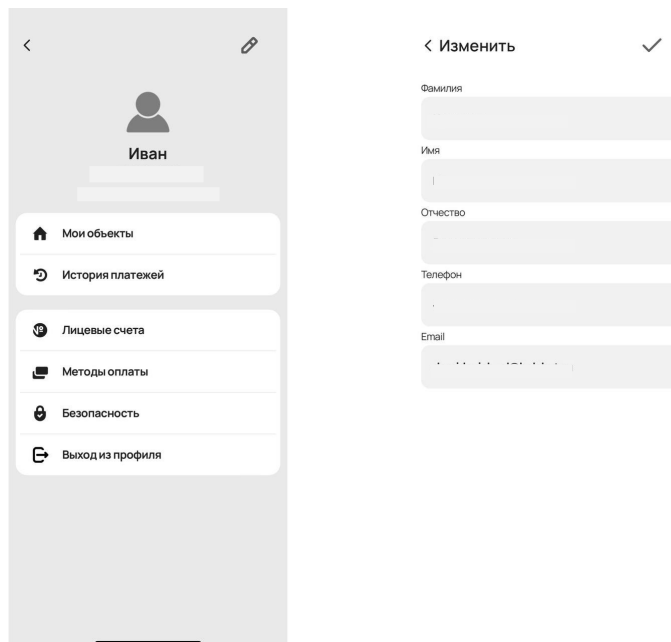 Иван
Мои объекты
История платежей
Лицевые счета
Методы оплаты
Безопасность
Выход из профиля
Изменить
Фамилия
Имя
Отчество
Телефон
Email